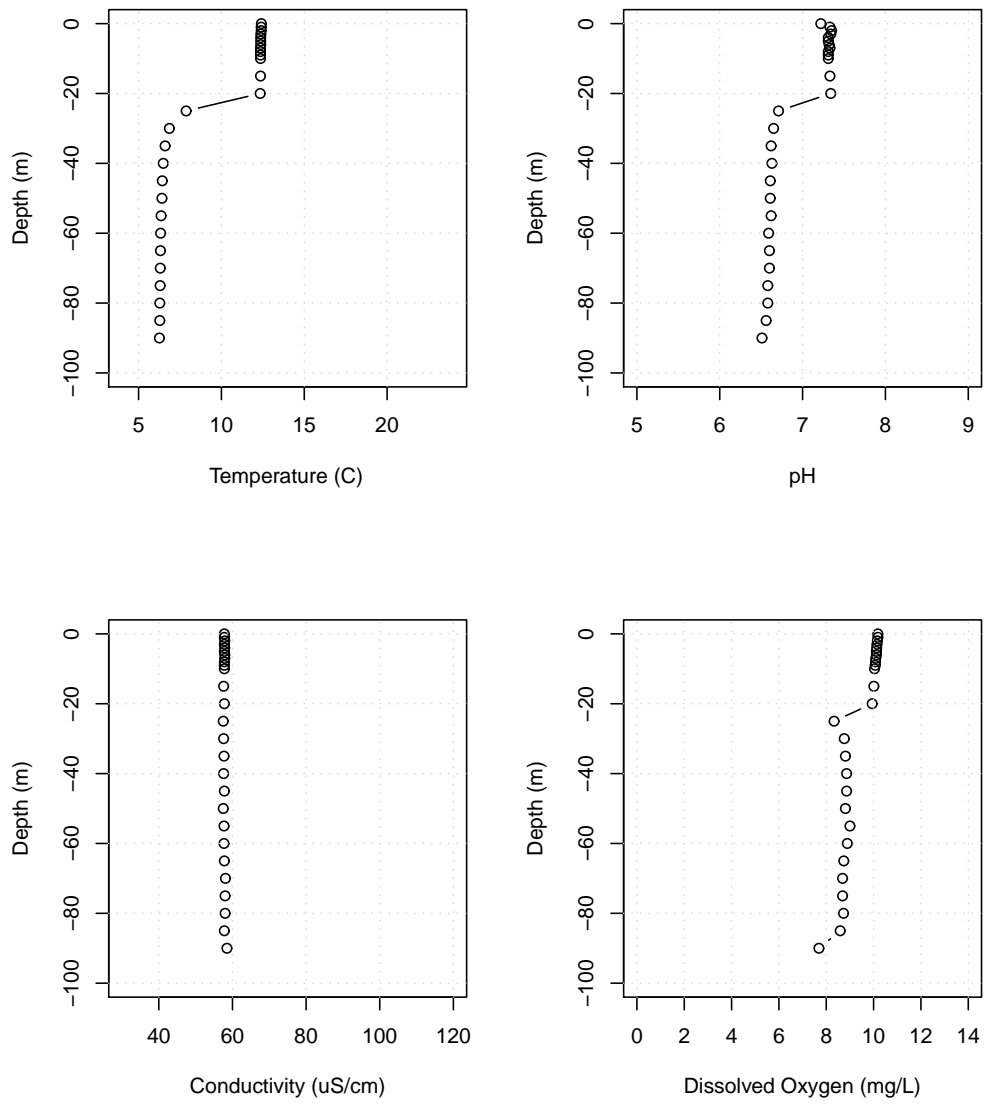 0
−20
−40
−60
−80
−100
Depth (m)
5 10 15 20
Temperature (C)
0
−20
−40
−60
−80
−100
Depth (m)
5 6 7 8 9
pH
0
−20
−40
−60
−80
−100
Depth (m)
40 60 80 100 120
Conductivity (uS/cm)
0
−20
−40
−60
−80
−100
Depth (m)
0 2 4 6 8 10 12 14
Dissolved Oxygen (mg/L)